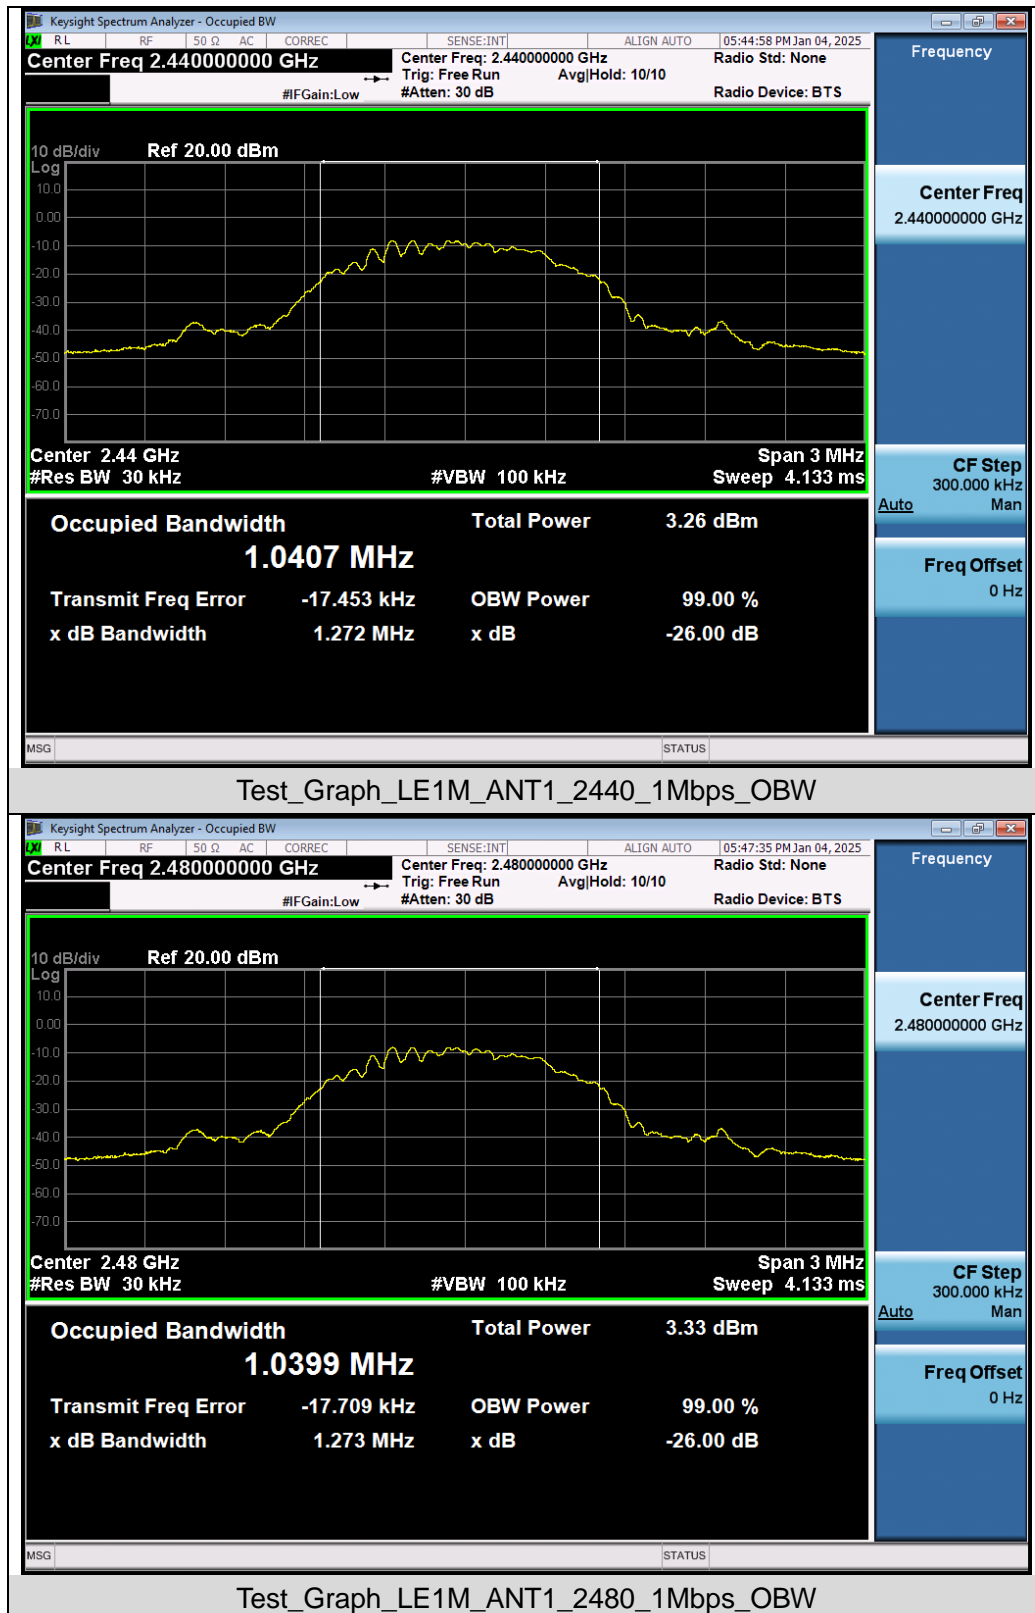 Keysight Spectrum Analyzer - Occupied BW
LXI RL RF 50 Ω AC CORREC SENSE:INT ALIGN AUTO 05:44:58 PM Jan 04, 2025
Center Freq 2.440000000 GHz
Center Freq: 2.440000000 GHz
Radio Std: None
Trig: Free Run Avg|Hold: 10/10
#IFGain:Low
#Atten: 30 dB
Radio Device: BTS
Frequency
10 dB/div
Ref 20.00 dBm
Log
10.0
0.00
-10.0
-20.0
-30.0
-40.0
-50.0
-60.0
-70.0
Center Freq
2.440000000 GHz
Center 2.44 GHz
Span 3 MHz
#Res BW 30 kHz
#VBW 100 kHz
Sweep 4.133 ms
CF Step
300.000 kHz
Auto Man
Freq Offset
0 Hz
Occupied Bandwidth
Total Power 3.26 dBm
1.0407 MHz
Transmit Freq Error -17.453 kHz OBW Power 99.00 %
x dB Bandwidth 1.272 MHz x dB -26.00 dB
MSG STATUS
Test_Graph_LE1M_ANT1_2440_1Mbps_OBW
Keysight Spectrum Analyzer - Occupied BW
LXI RL RF 50 Ω AC CORREC SENSE:INT ALIGN AUTO 05:47:35 PM Jan 04, 2025
Center Freq 2.480000000 GHz
Center Freq: 2.480000000 GHz
Radio Std: None
Trig: Free Run Avg|Hold: 10/10
#IFGain:Low
#Atten: 30 dB
Radio Device: BTS
Frequency
10 dB/div
Ref 20.00 dBm
Log
10.0
0.00
-10.0
-20.0
-30.0
-40.0
-50.0
-60.0
-70.0
Center Freq
2.480000000 GHz
Center 2.48 GHz
Span 3 MHz
#Res BW 30 kHz
#VBW 100 kHz
Sweep 4.133 ms
CF Step
300.000 kHz
Auto Man
Freq Offset
0 Hz
Occupied Bandwidth
Total Power 3.33 dBm
1.0399 MHz
Transmit Freq Error -17.709 kHz OBW Power 99.00 %
x dB Bandwidth 1.273 MHz x dB -26.00 dB
MSG STATUS
Test_Graph_LE1M_ANT1_2480_1Mbps_OBW